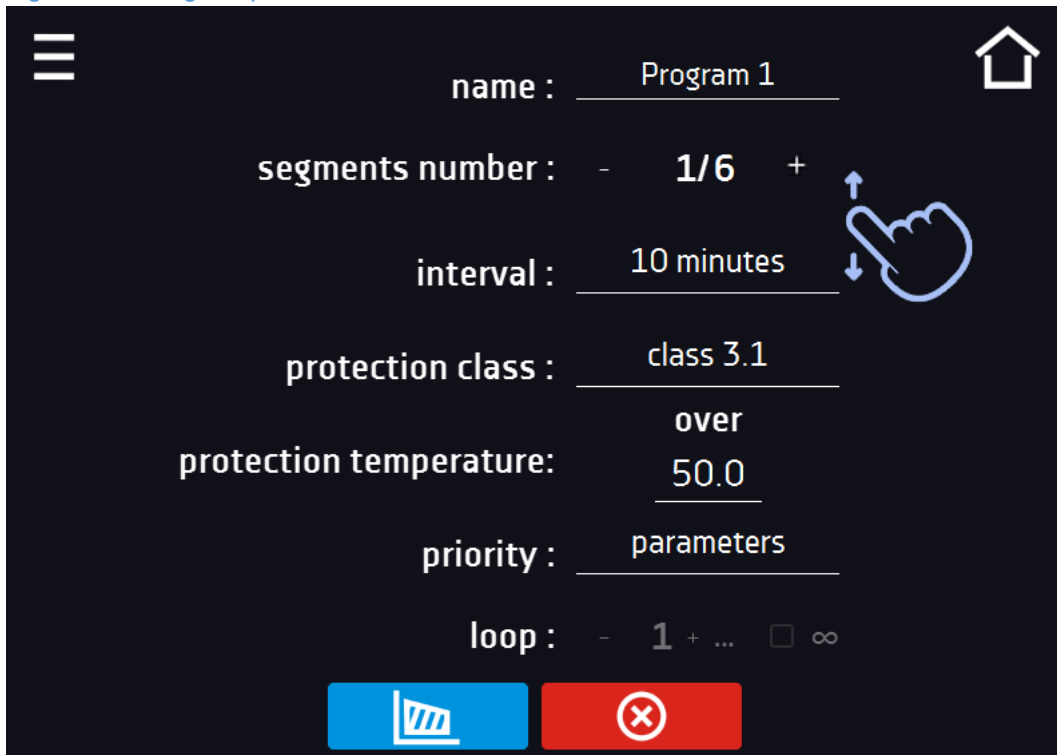 name : Program 1
segments number : - 1/6 +
interval : 10 minutes
protection class : class 3.1
over
protection temperature: 50.0
priority : parameters
loop : - 1 + ... ∞